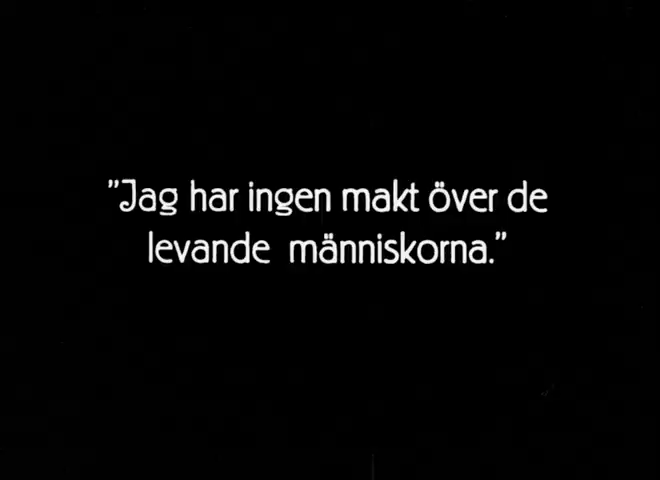 ”Jag har ingen makt över de
levande människorna.”